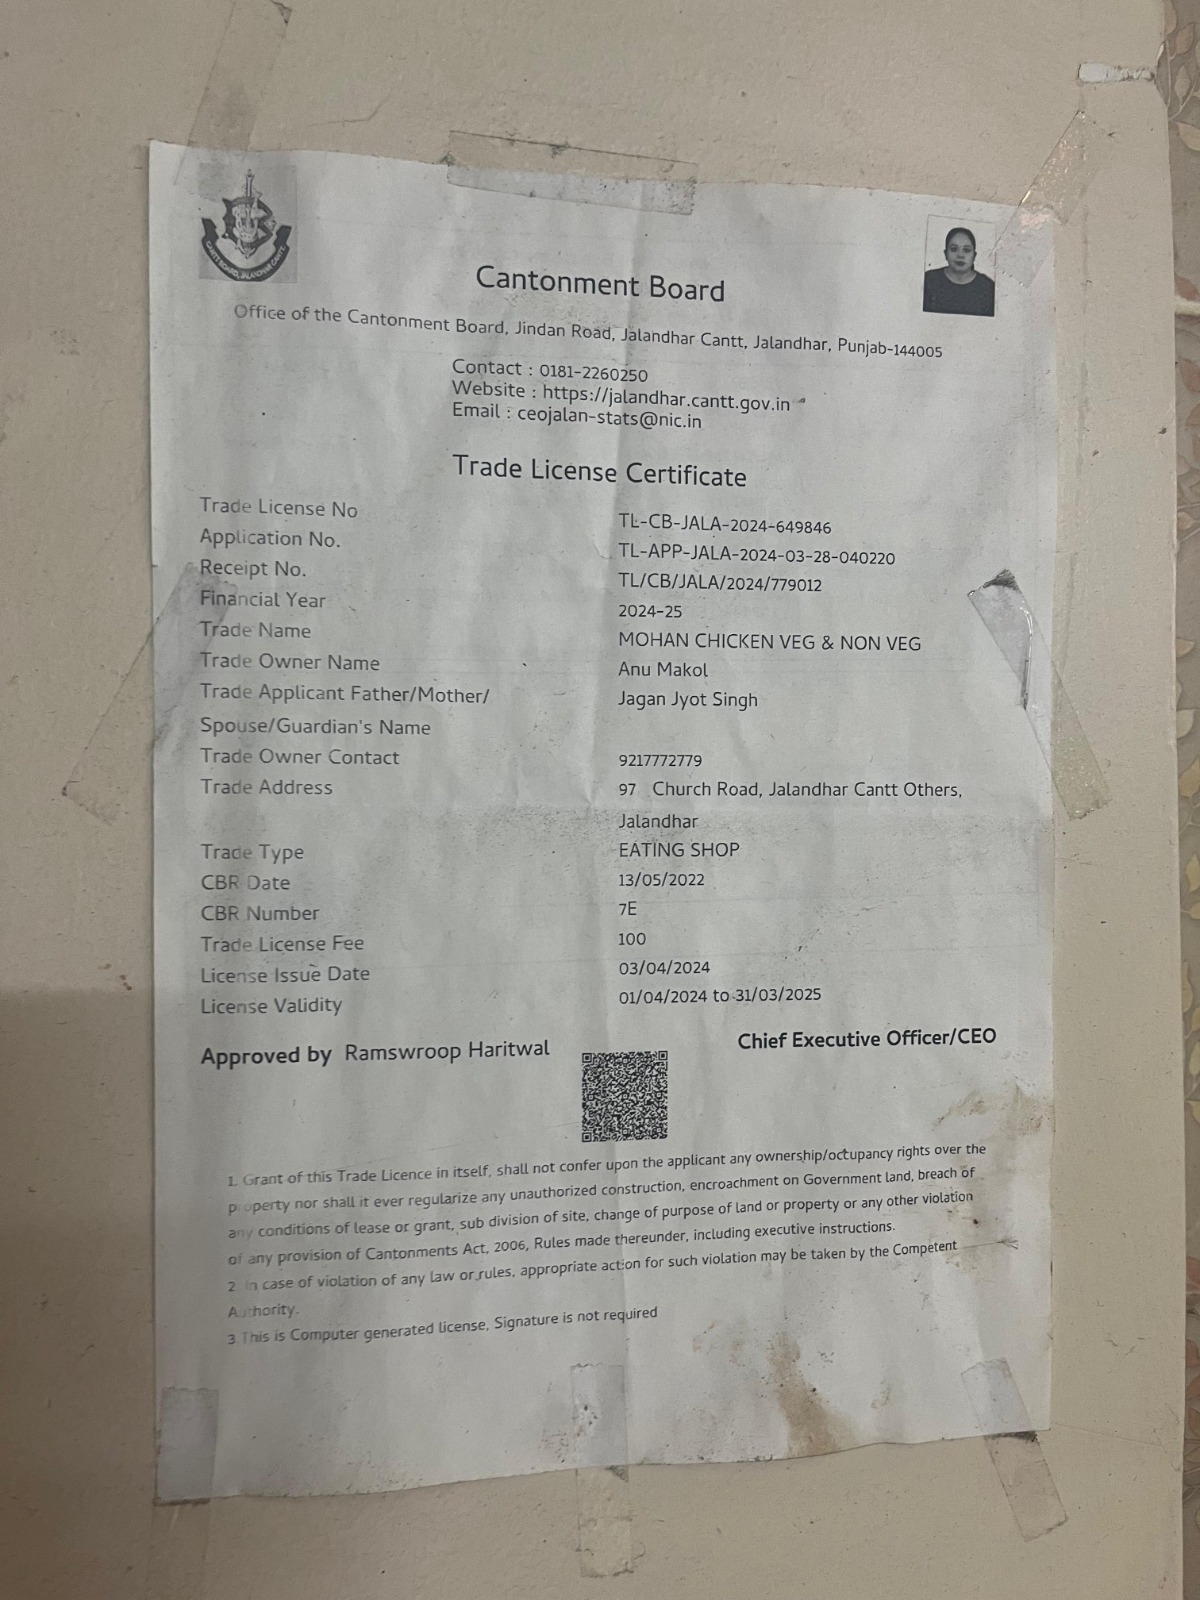 CANTT BOARD, JALANDHAR CANTT.
Cantonment Board
Office of the Cantonment Board, Jindan Road, Jalandhar Cantt, Jalandhar, Punjab-144005
Contact : 0181-2260250
Website : https://jalandhar.cantt.gov.in
Email : ceojalan-stats@nic.in
Trade License Certificate
Trade License No TL-CB-JALA-2024-649846
Application No. TL-APP-JALA-2024-03-28-040220
Receipt No. TL/CB/JALA/2024/779012
Financial Year 2024-25
Trade Name MOHAN CHICKEN VEG & NON VEG
Trade Owner Name Anu Makol
Trade Applicant Father/Mother/ Jagan Jyot Singh
Spouse/Guardian's Name
Trade Owner Contact 9217772779
Trade Address 97 Church Road, Jalandhar Cantt Others,
Jalandhar
Trade Type EATING SHOP
CBR Date 13/05/2022
CBR Number 7E
Trade License Fee 100
License Issue Date 03/04/2024
License Validity 01/04/2024 to 31/03/2025
Approved by Ramswroop Haritwal Chief Executive Officer/CEO
1. Grant of this Trade Licence in itself, shall not confer upon the applicant any ownership/occupancy rights over the
property nor shall it ever regularize any unauthorized construction, encroachment on Government land, breach of
any conditions of lease or grant, sub division of site, change of purpose of land or property or any other violation
of any provision of Cantonments Act, 2006, Rules made thereunder, including executive instructions.
2 In case of violation of any law or rules, appropriate action for such violation may be taken by the Competent
Authority.
3 This is Computer generated license, Signature is not required